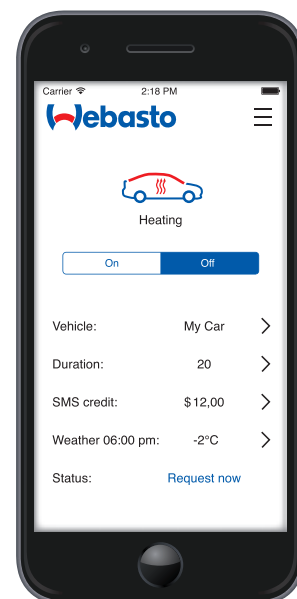 Carrier 2:18 PM
Webasto
Heating
On Off
Vehicle: My Car
Duration: 20
SMS credit: $12,00
Weather 06:00 pm: -2°C
Status: Request now